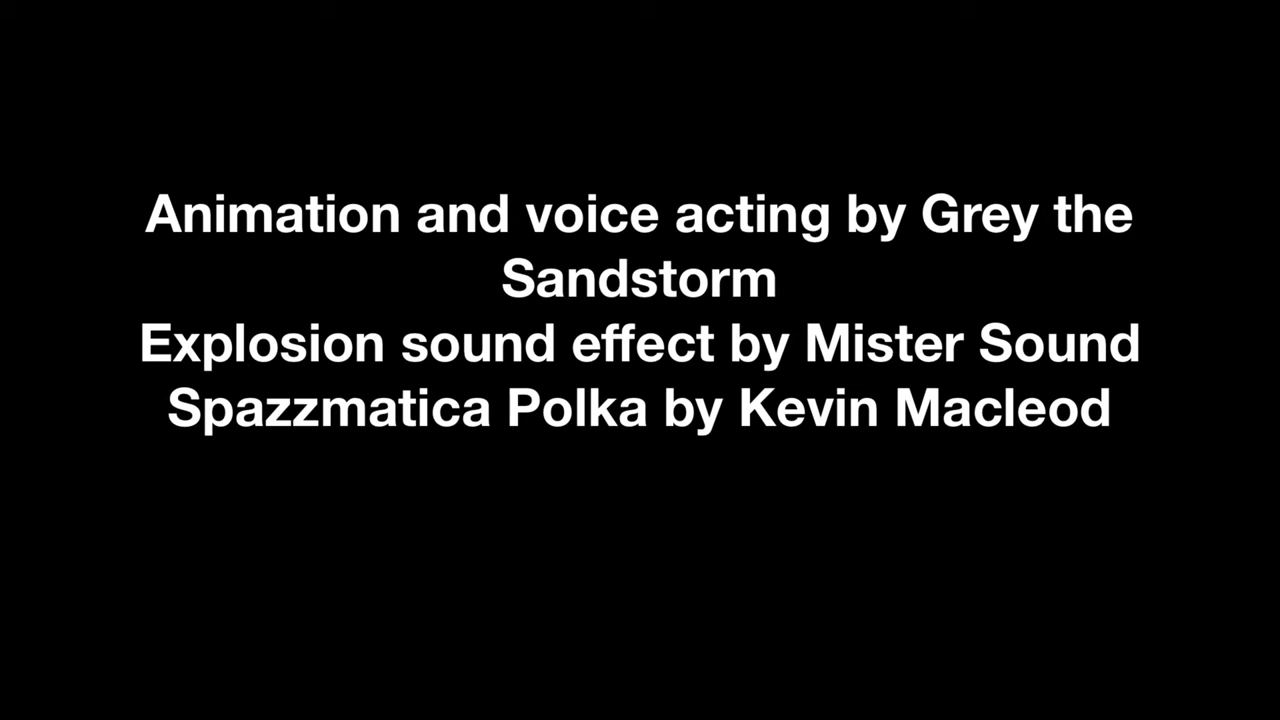 Animation and voice acting by Grey the
Sandstorm
Explosion sound effect by Mister Sound
Spazzmatica Polka by Kevin Macleod